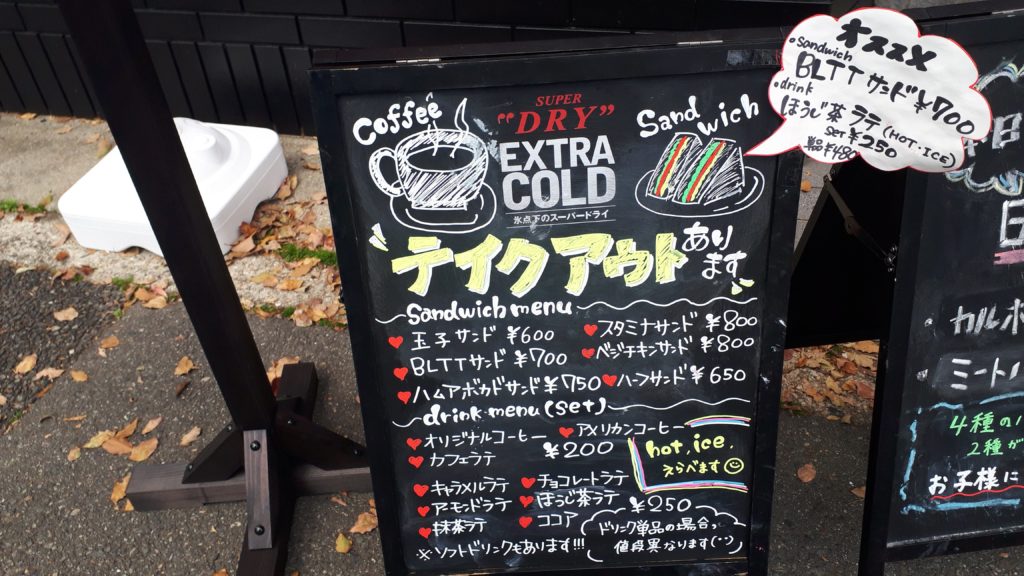 オススメ
•Sandwich
BLTTサンド ¥700
•drink
ほうじ茶ラテ(HOT・ICE)
set ¥250
単品¥480
Coffee
SUPER
"DRY"
EXTRA
COLD
氷点下のスーパードライ
Sandwich
テイクアウト あります
Sandwich menu
♥玉子サンド ¥600
♥スタミナサンド ¥800
♥BLTTサンド ¥700
♥ベジチキンサンド ¥800
♥ハムアボカドサンド ¥750
♥ハーフサンド ¥650
drink menu (set)
♥オリジナルコーヒー
♥アメリカンコーヒー
♥カフェラテ
¥200
hot, ice,
えらべます☺
♥キャラメルラテ
♥チョコレートラテ
♥アーモンドラテ
♥ほうじ茶ラテ
♥抹茶ラテ
♥ココア
¥250
※ソフトドリンクもあります!!!
ドリンク単品の場合,
値段異なります(^^)
カルボ
ミート
4種の
2種が
お子様に